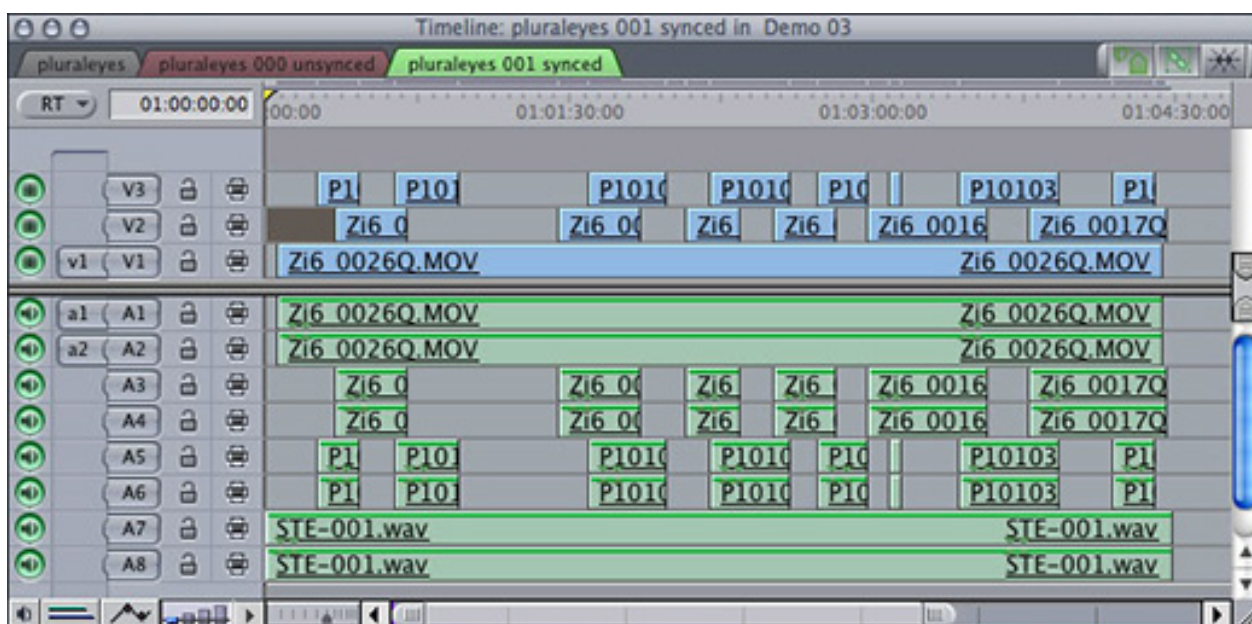 Timeline: pluraleyes 001 synced in Demo 03
pluraleyes pluraleyes 000 unsynced pluraleyes 001 synced
RT 01:00:00:00 :00:00 01:01:30:00 01:03:00:00 01:04:30:00
V3 P1 P101 P1010 P1010 P10 P10103 P1
V2 Zi6 0 Zi6 00 Zi6 Zi6 Zi6 0016 Zi6 0017Q
v1 V1 Zi6 0026Q.MOV Zi6 0026Q.MOV
a1 A1 Zi6 0026Q.MOV Zi6 0026Q.MOV
a2 A2 Zi6 0026Q.MOV Zi6 0026Q.MOV
A3 Zi6 0 Zi6 00 Zi6 Zi6 Zi6 0016 Zi6 0017Q
A4 Zi6 0 Zi6 00 Zi6 Zi6 Zi6 0016 Zi6 0017Q
A5 P1 P101 P1010 P1010 P10 P10103 P1
A6 P1 P101 P1010 P1010 P10 P10103 P1
A7 STE-001.wav STE-001.wav
A8 STE-001.wav STE-001.wav